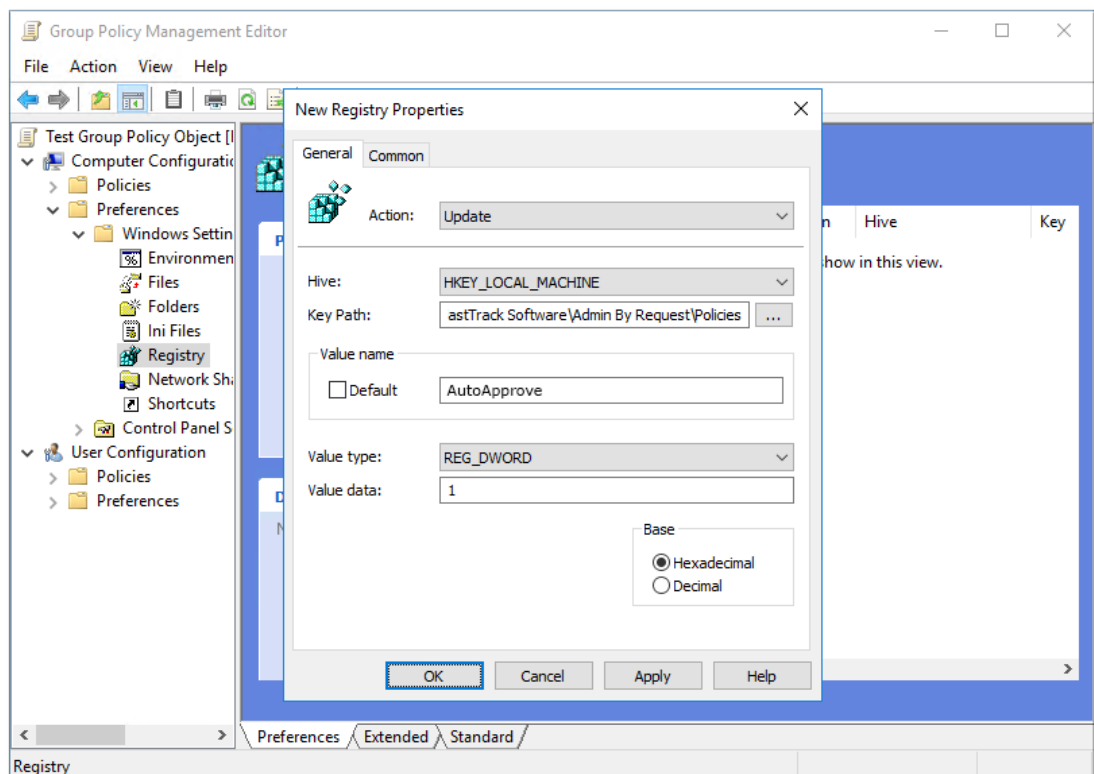 Group Policy Management Editor
File Action View Help
Test Group Policy Object [I
Computer Configuratic
Policies
Preferences
Windows Settin
Environmen
Files
Folders
Ini Files
Registry
Network Sha
Shortcuts
Control Panel S
User Configuration
Policies
Preferences
New Registry Properties
General Common
Action: Update
Hive: HKEY_LOCAL_MACHINE
Key Path: astTrack Software\Admin By Request\Policies ...
Value name
Default AutoApprove
Value type: REG_DWORD
Value data: 1
Base
Hexadecimal
Decimal
OK Cancel Apply Help
n Hive Key
show in this view.
P
D
N
Preferences Extended Standard
Registry